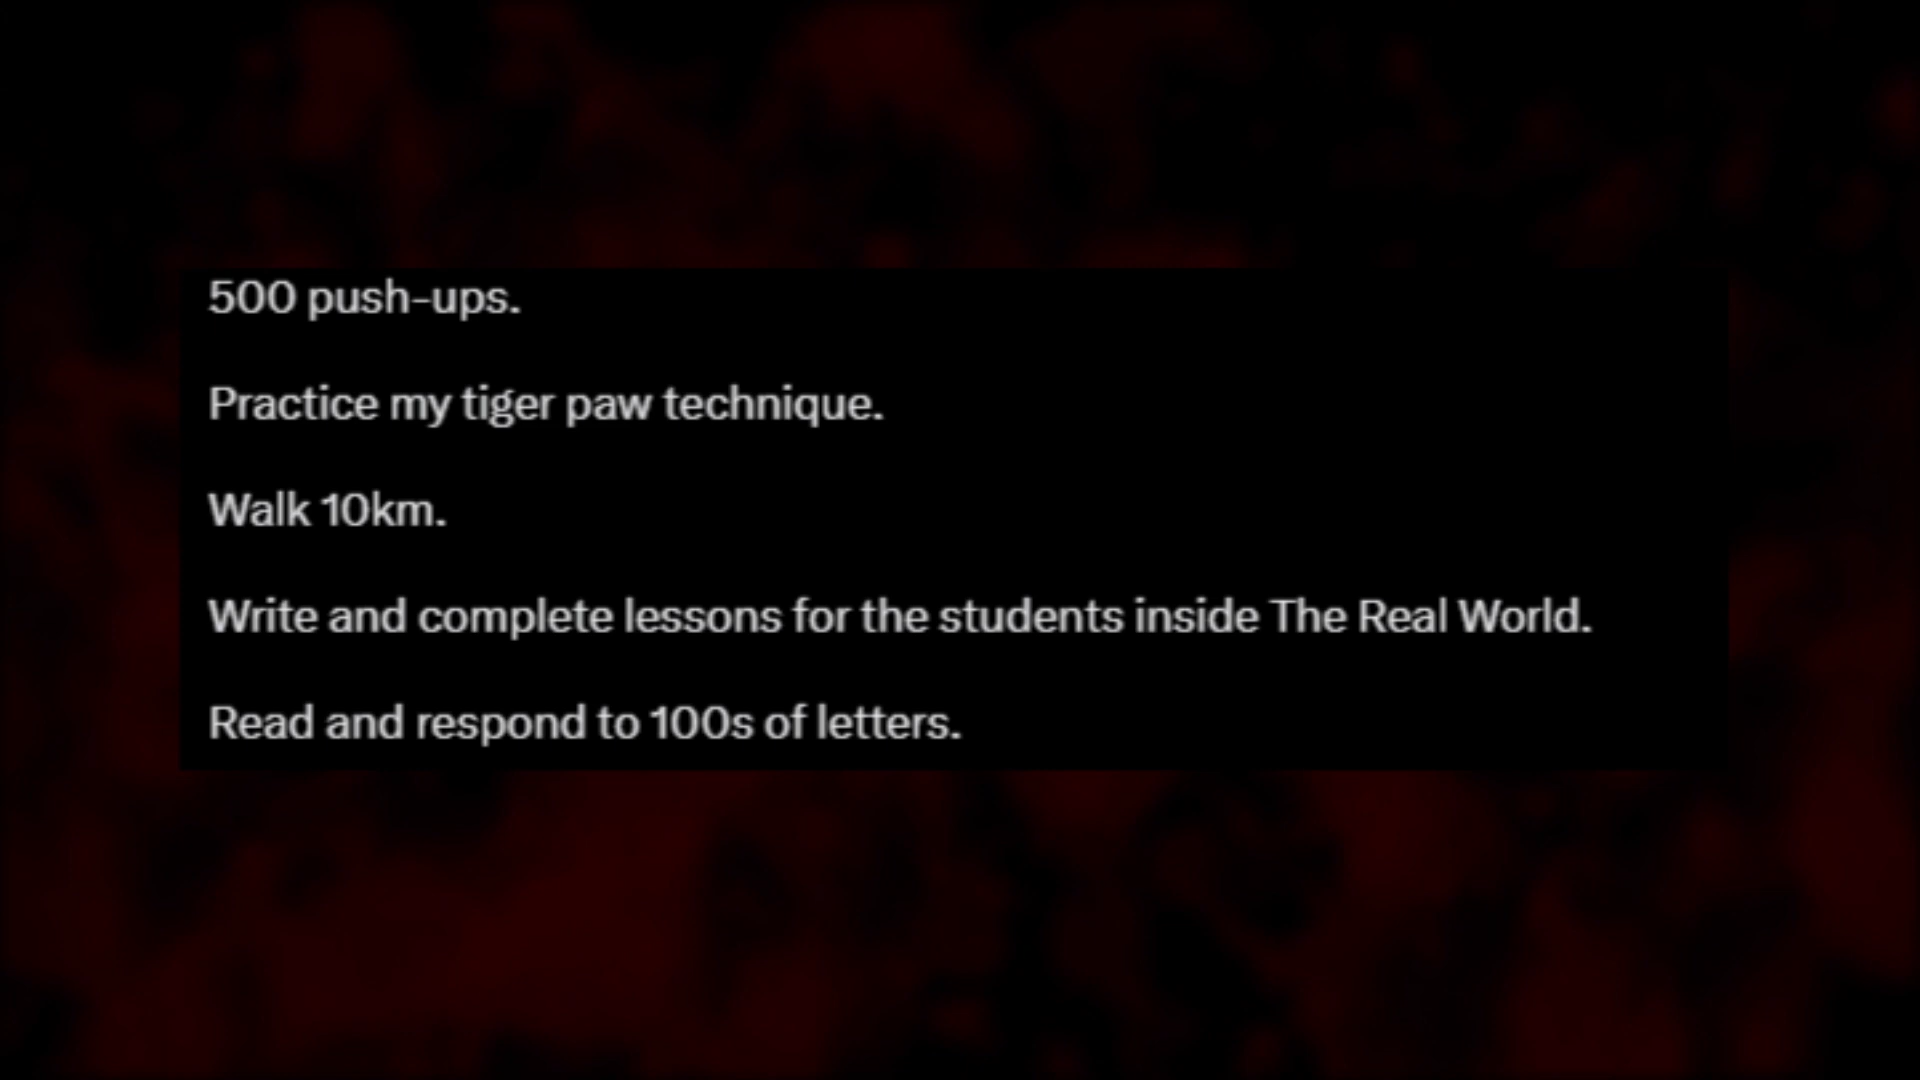 500 push-ups.
Practice my tiger paw technique.
Walk 10km.
Write and complete lessons for the students inside The Real World.
Read and respond to 100s of letters.